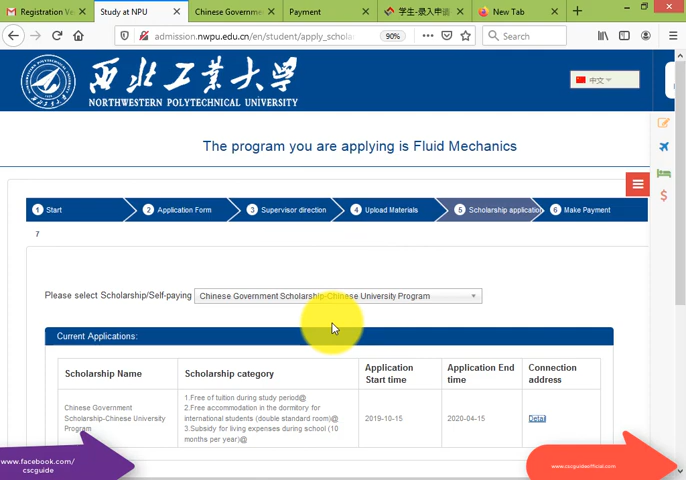 Registration V
Study at NPU
Chinese Governmen
Payment
学生-录入申请
New Tab
admission.nwpu.edu.cn/en/student/apply_schola
90%
Search
西北工业大学
NORTHWESTERN POLYTECHNICAL UNIVERSITY
中文
The program you are applying is Fluid Mechanics
1 Start
2 Application Form
3 Supervisor direction
4 Upload Materials
5 Scholarship application
6 Make Payment
7
Please select Scholarship/Self-paying
Chinese Government Scholarship-Chinese University Program
Current Applications:
Scholarship Name
Scholarship category
Application Start time
Application End time
Connection address
Chinese Government
Scholarship-Chinese University
Program
1.Free of tuition during study period@
2.Free accommodation in the dormitory for
international students (double standard room)@
3.Subsidy for living expenses during school (10
months per year)@
2019-10-15
2020-04-15
Detail
www.facebook.com/
cscguide
www.cscguideofficial.com